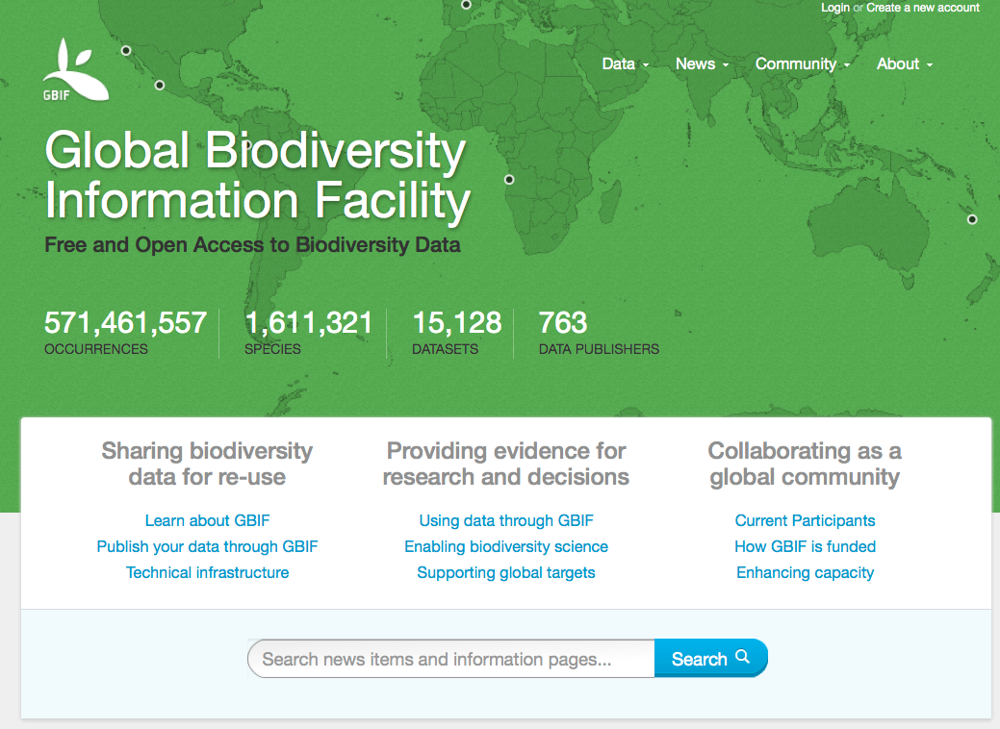 Login or Create a new account
GBIF
Data News Community About
Global Biodiversity
Information Facility
Free and Open Access to Biodiversity Data
571,461,557 1,611,321 15,128 763
OCCURRENCES SPECIES DATASETS DATA PUBLISHERS
Sharing biodiversity
data for re-use
Learn about GBIF
Publish your data through GBIF
Technical infrastructure
Providing evidence for
research and decisions
Using data through GBIF
Enabling biodiversity science
Supporting global targets
Collaborating as a
global community
Current Participants
How GBIF is funded
Enhancing capacity
Search news items and information pages... Search